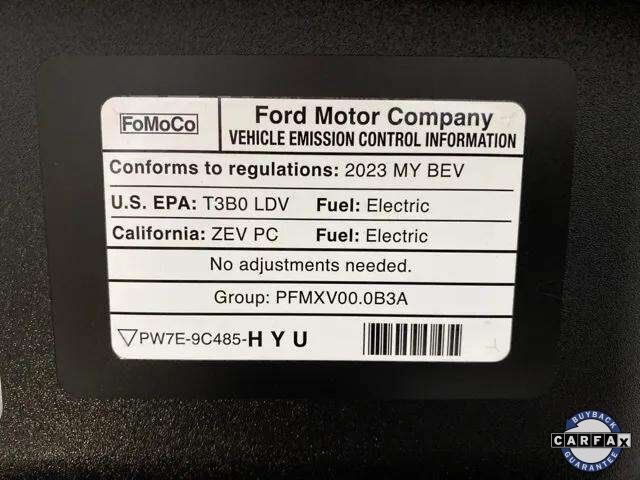 FoMoCo
Ford Motor Company
VEHICLE EMISSION CONTROL INFORMATION
Conforms to regulations: 2023 MY BEV
U.S. EPA: T3B0 LDV Fuel: Electric
California: ZEV PC Fuel: Electric
No adjustments needed.
Group: PFMXV00.0B3A
PW7E-9C485-HYU
BUYBACK
CARFAX
GUARANTEE